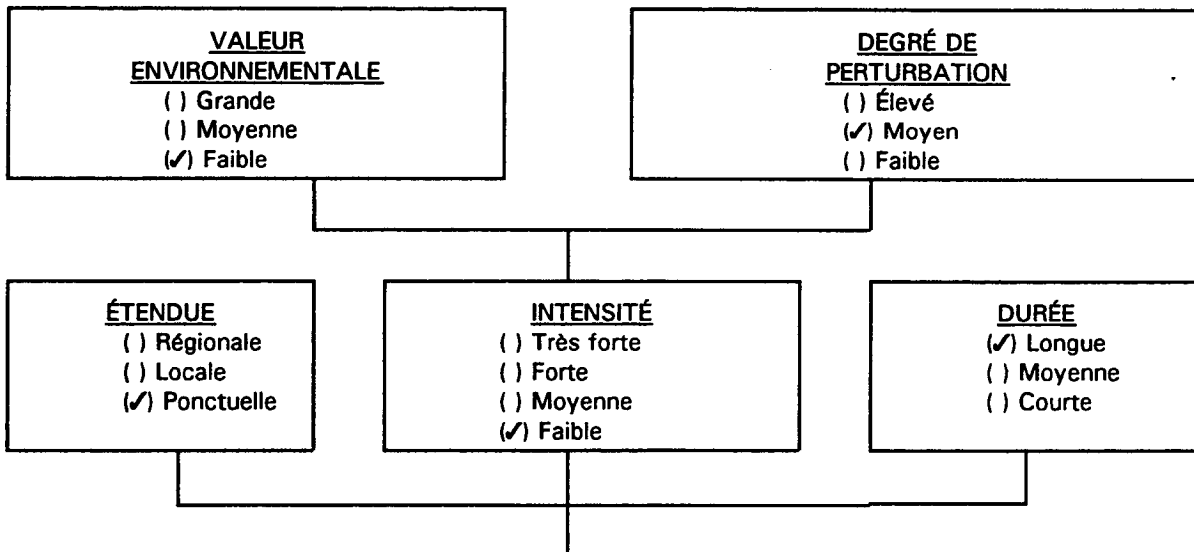 VALEUR
ENVIRONNEMENTALE
( ) Grande
( ) Moyenne
(✓) Faible
DEGRÉ DE
PERTURBATION
( ) Élevé
(✓) Moyen
( ) Faible
ÉTENDUE
( ) Régionale
( ) Locale
(✓) Ponctuelle
INTENSITÉ
( ) Très forte
( ) Forte
( ) Moyenne
(✓) Faible
DURÉE
(✓) Longue
( ) Moyenne
( ) Courte